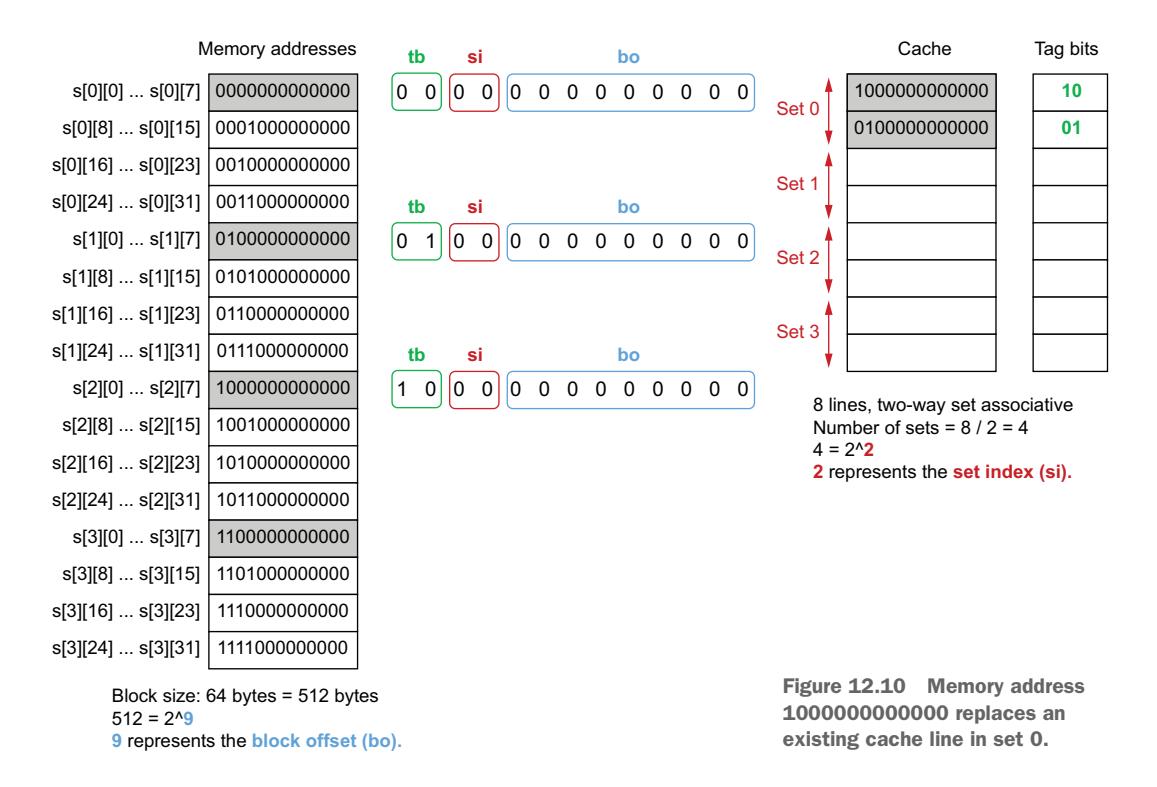 Memory addresses
s[0][0] ... s[0][7] 0000000000000
s[0][8] ... s[0][15] 0001000000000
s[0][16] ... s[0][23] 0010000000000
s[0][24] ... s[0][31] 0011000000000
s[1][0] ... s[1][7] 0100000000000
s[1][8] ... s[1][15] 0101000000000
s[1][16] ... s[1][23] 0110000000000
s[1][24] ... s[1][31] 0111000000000
s[2][0] ... s[2][7] 1000000000000
s[2][8] ... s[2][15] 1001000000000
s[2][16] ... s[2][23] 1010000000000
s[2][24] ... s[2][31] 1011000000000
s[3][0] ... s[3][7] 1100000000000
s[3][8] ... s[3][15] 1101000000000
s[3][16] ... s[3][23] 1110000000000
s[3][24] ... s[3][31] 1111000000000
Block size: 64 bytes = 512 bytes
512 = 2^9
9 represents the block offset (bo).
tb si bo
0 0 0 0 0 0 0 0 0 0 0 0 0
tb si bo
0 1 0 0 0 0 0 0 0 0 0 0 0
tb si bo
1 0 0 0 0 0 0 0 0 0 0 0 0
Cache Tag bits
Set 0
1000000000000 10
0100000000000 01
Set 1
Set 2
Set 3
8 lines, two-way set associative
Number of sets = 8 / 2 = 4
4 = 2^2
2 represents the set index (si).
Figure 12.10 Memory address
1000000000000 replaces an
existing cache line in set 0.